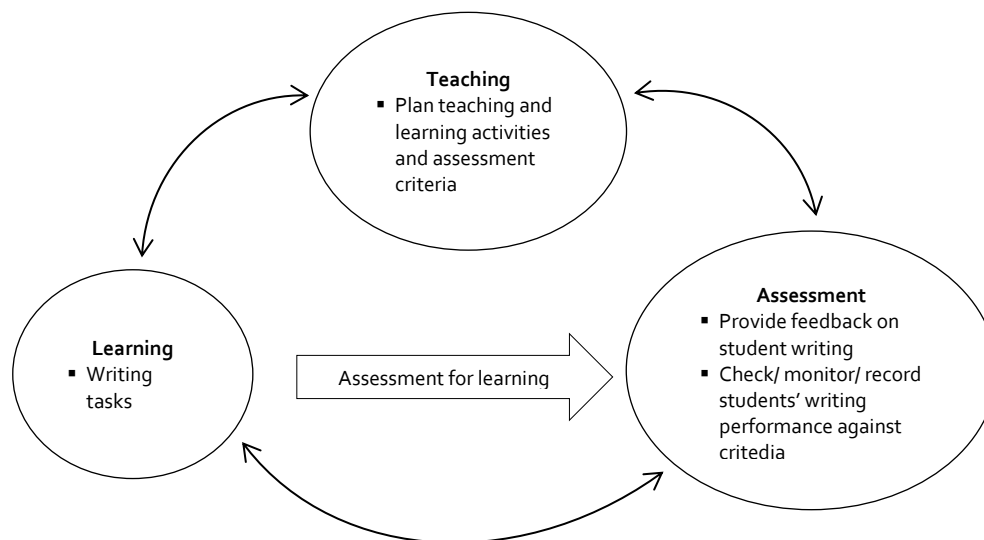 Teaching
▪ Plan teaching and
learning activities
and assessment
criteria
Learning
▪ Writing
tasks
Assessment for learning
Assessment
▪ Provide feedback on
student writing
▪ Check/ monitor/ record
students’ writing
performance against
critedia